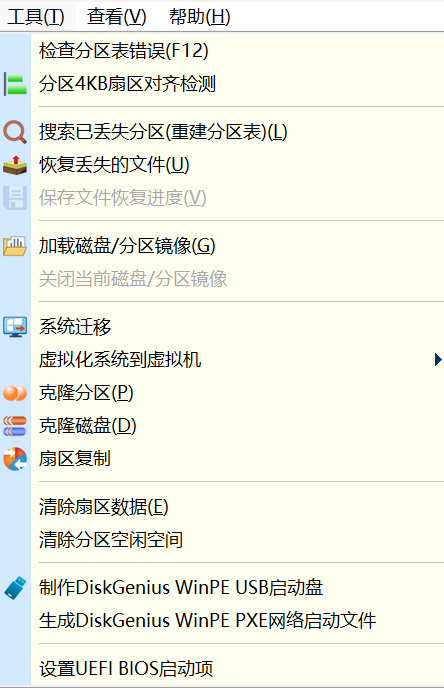 工具(T) 查看(V) 帮助(H)
检查分区表错误(F12)
分区4KB扇区对齐检测
搜索已丢失分区(重建分区表)(L)
恢复丢失的文件(U)
保存文件恢复进度(V)
加载磁盘/分区镜像(G)
关闭当前磁盘/分区镜像
系统迁移
虚拟化系统到虚拟机
克隆分区(P)
克隆磁盘(D)
扇区复制
清除扇区数据(E)
清除分区空闲空间
制作DiskGenius WinPE USB启动盘
生成DiskGenius WinPE PXE网络启动文件
设置UEFI BIOS启动项